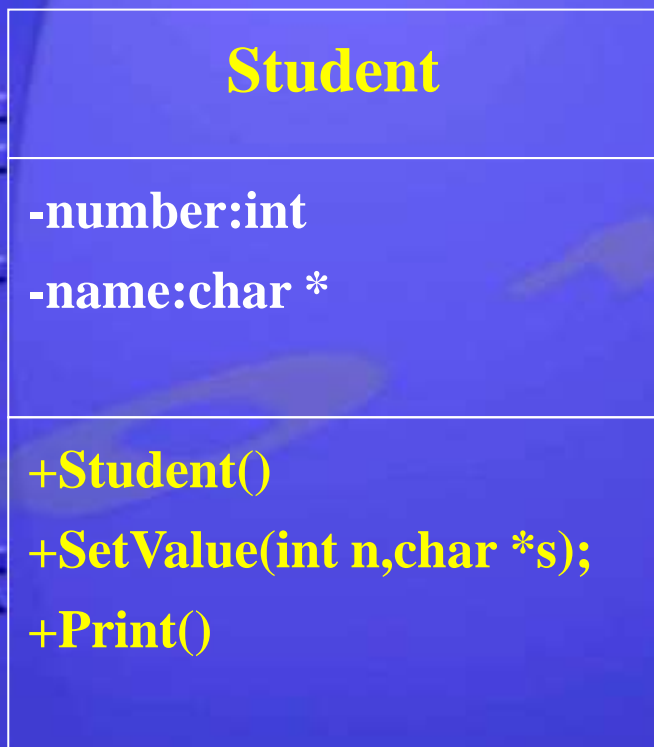 Student
-number:int
-name:char *
+Student()
+SetValue(int n,char *s);
+Print()